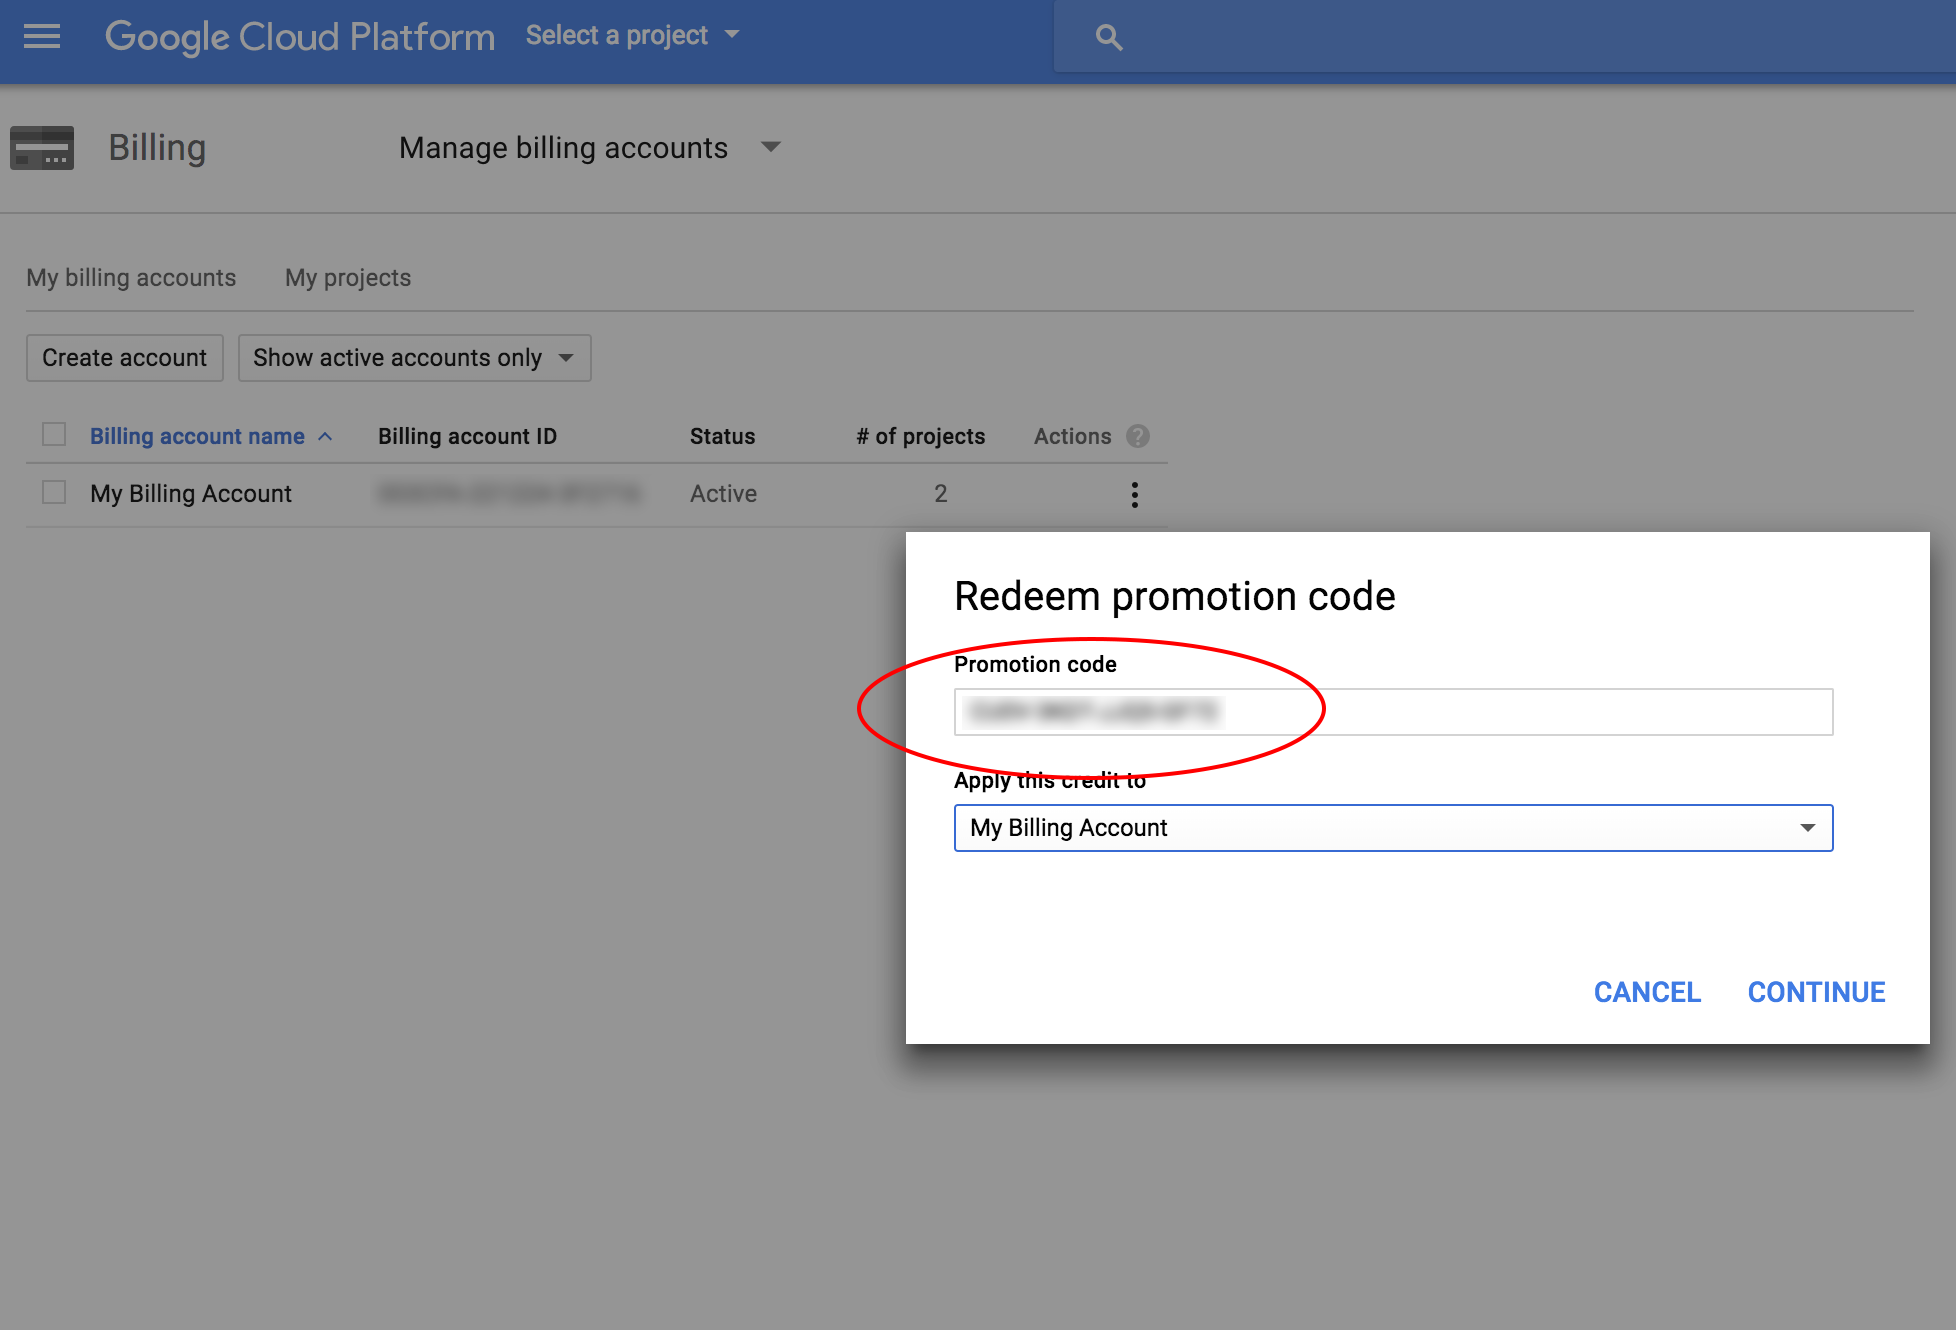 Google Cloud Platform Select a project
Billing Manage billing accounts
My billing accounts My projects
Create account Show active accounts only
Billing account name Billing account ID Status # of projects Actions ?
My Billing Account Active 2
Redeem promotion code
Promotion code
Apply this credit to
My Billing Account
CANCEL CONTINUE